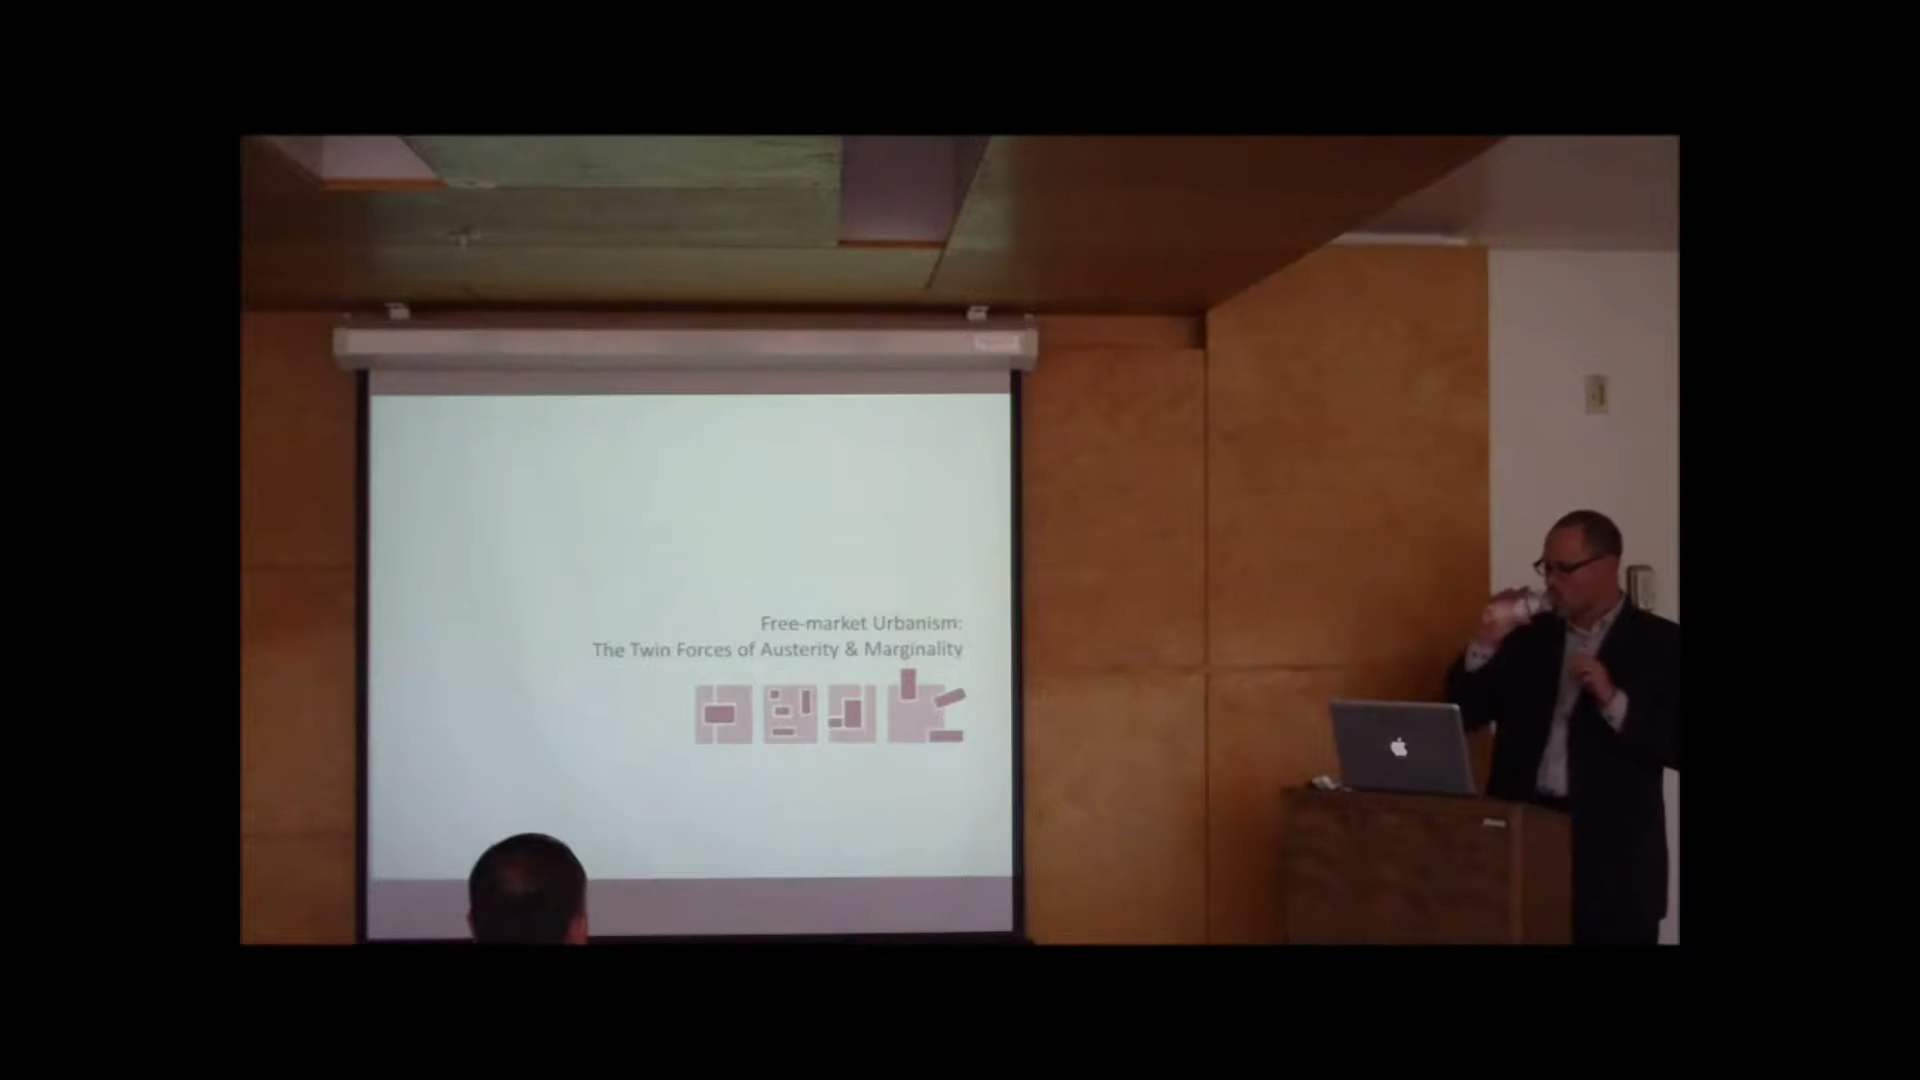 Free-market Urbanism:
The Twin Forces of Austerity & Marginality